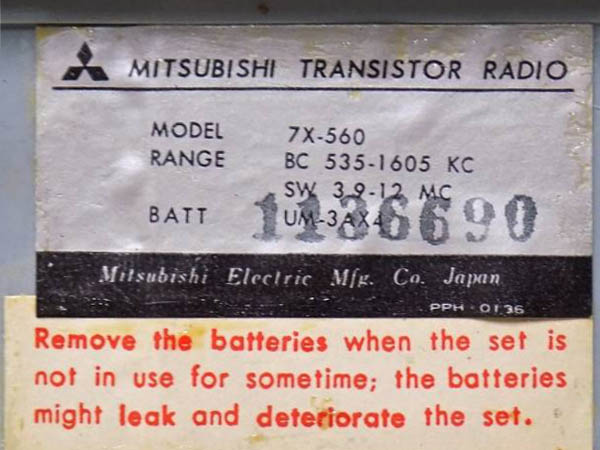 MITSUBISHI TRANSISTOR RADIO
MODEL 7X-560
RANGE BC 535-1605 KC
SW 3.9-12 MC
BATT UM-3AX4
1136690
Mitsubishi Electric Mfg. Co. Japan
PPH-0136
Remove the batteries when the set is
not in use for sometime; the batteries
might leak and deteriorate the set.